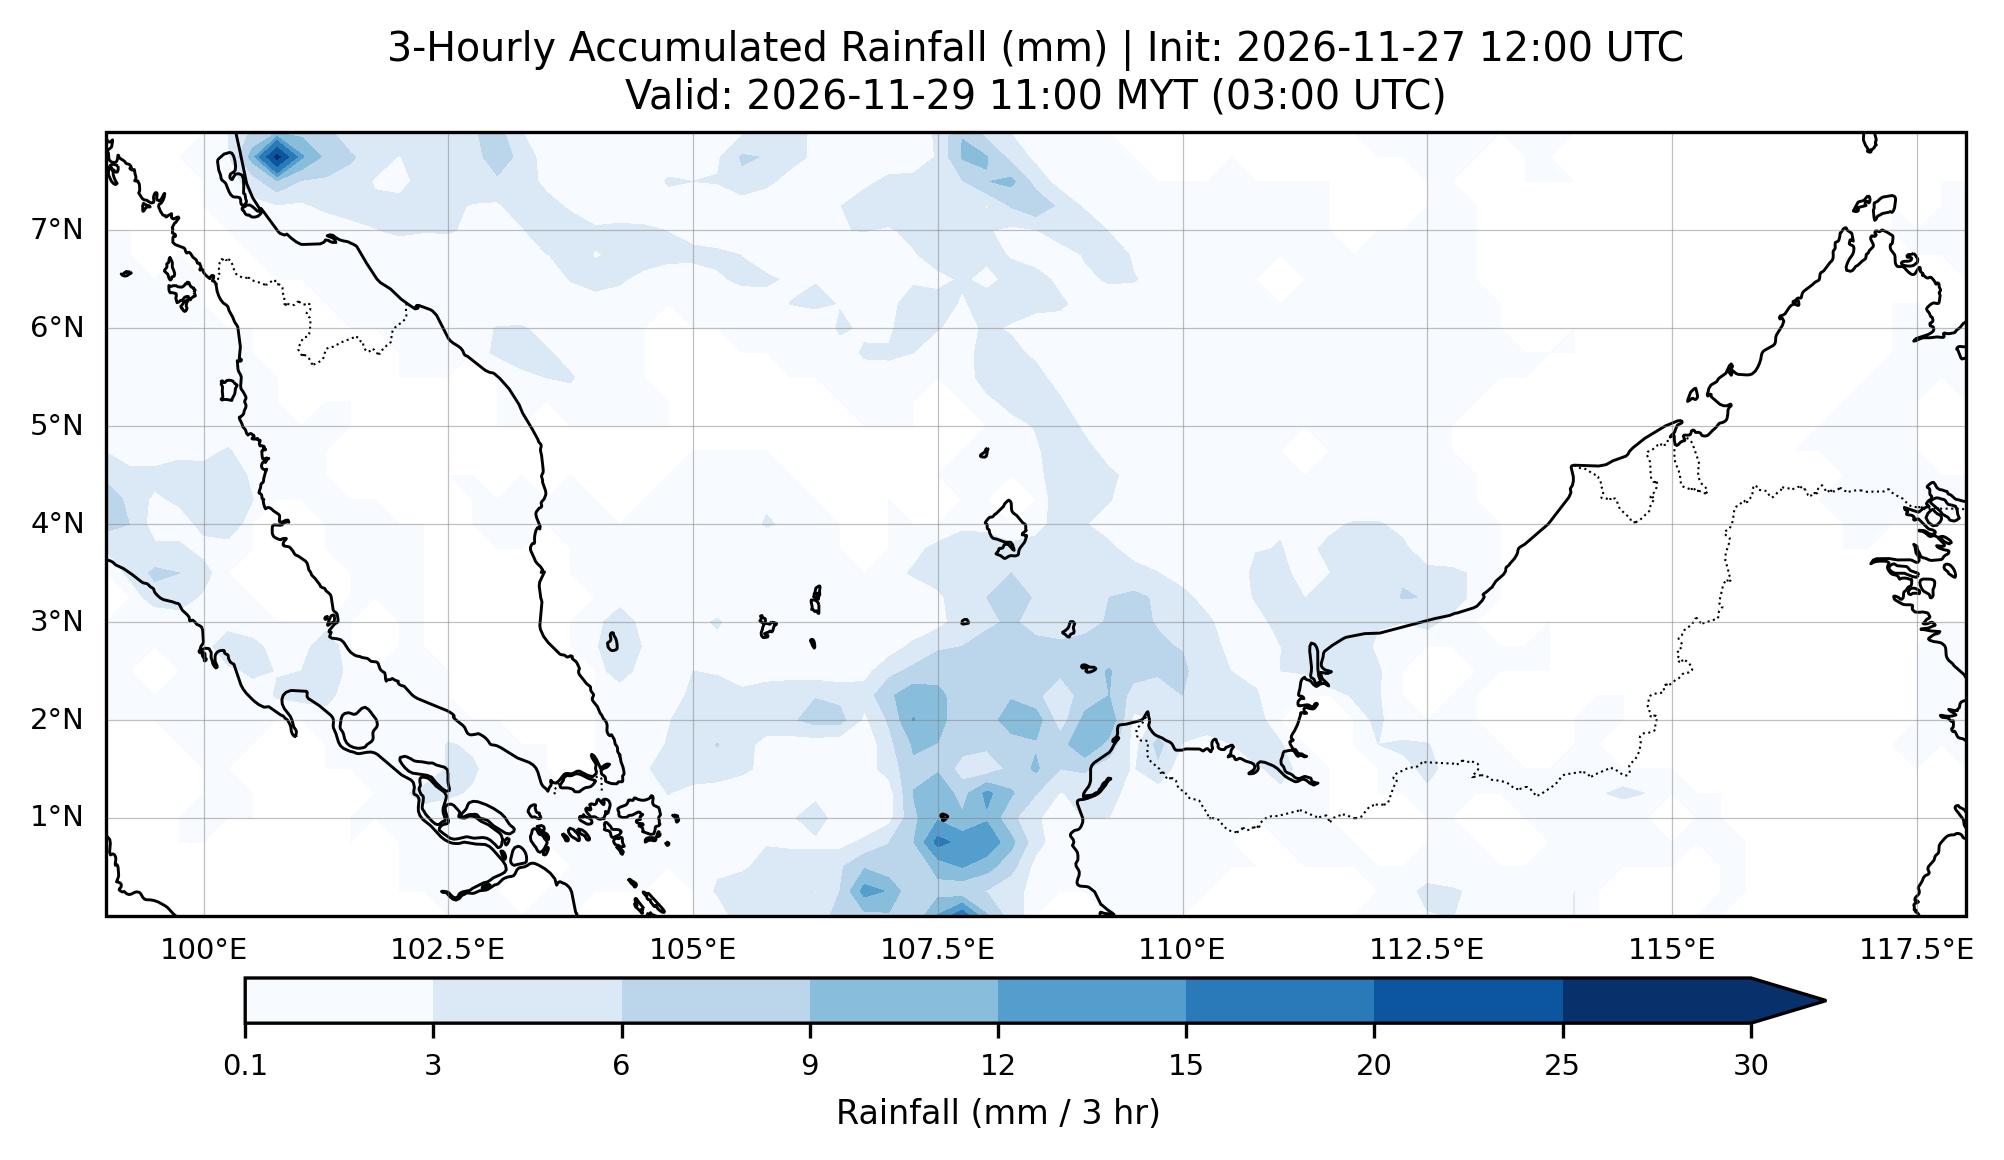 3-Hourly Accumulated Rainfall (mm) | Init: 2026-11-27 12:00 UTC
Valid: 2026-11-29 11:00 MYT (03:00 UTC)
7°N
6°N
5°N
4°N
3°N
2°N
1°N
100°E 102.5°E 105°E 107.5°E 110°E 112.5°E 115°E 117.5°E
0.1 3 6 9 12 15 20 25 30
Rainfall (mm / 3 hr)